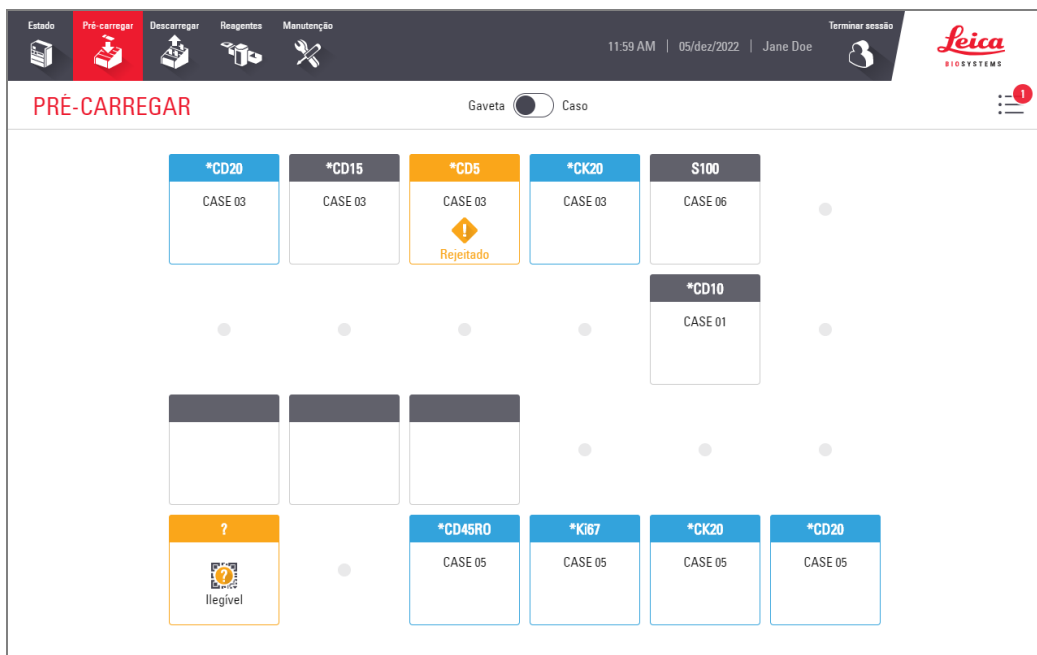 Estado Pré-carregar Descarregar Reagentes Manutenção Terminar sessão
11:59 AM | 05/dez/2022 | Jane Doe
Leica
BIOSYSTEMS
PRÉ-CARREGAR Gaveta Caso 1
*CD20 *CD15 *CD5 *CK20 S100
CASE 03 CASE 03 CASE 03 CASE 03 CASE 06
!
Rejeitado
*CD10
CASE 01
? *CD45RO *Ki67 *CK20 *CD20
CASE 05 CASE 05 CASE 05 CASE 05
?
Ilegível